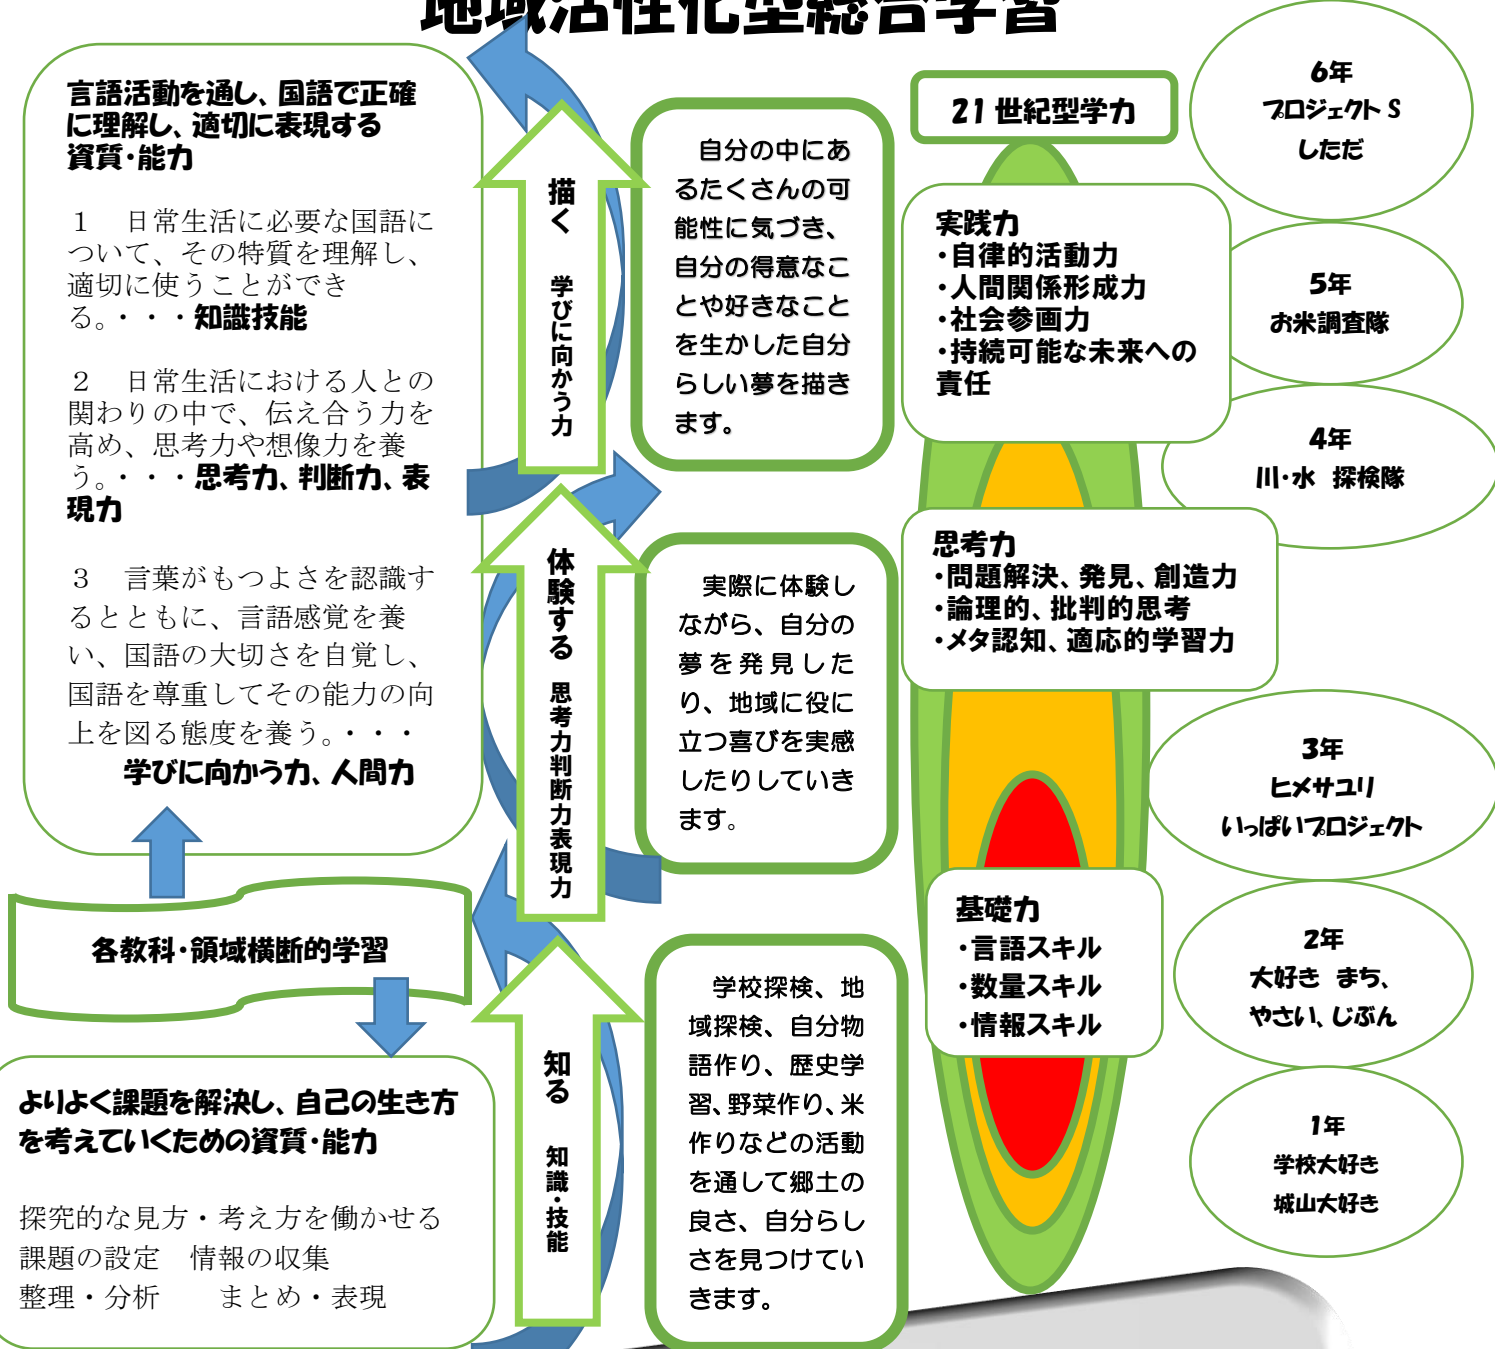 地域活性化型総合学習
言語活動を通し、国語で正確
に理解し、適切に表現する
資質・能力
１　日常生活に必要な国語に
ついて、その特質を理解し、
適切に使うことができ
る。・・・知識技能
２　日常生活における人との
関わりの中で、伝え合う力を
高め、思考力や想像力を養
う。・・・思考力、判断力、表
現力
３　言葉がもつよさを認識す
るとともに、言語感覚を養
い、国語の大切さを自覚し、
国語を尊重してその能力の向
上を図る態度を養う。・・・
学びに向かう力、人間力
各教科・領域横断的学習
よりよく課題を解決し、自己の生き方
を考えていくための資質・能力
探究的な見方・考え方を働かせる
課題の設定　情報の収集
整理・分析　　まとめ・表現
描く　学びに向かう力
体験する　思考力判断力表現力
知る　知識・技能
自分の中にあ
るたくさんの可
能性に気づき、
自分の得意なこ
とや好きなこと
を生かした自分
らしい夢を描き
ます。
実際に体験し
ながら、自分の
夢を発見した
り、地域に役に
立つ喜びを実感
したりしていき
ます。
学校探検、地
域探検、自分物
語作り、歴史学
習、野菜作り、米
作りなどの活動
を通して郷土の
良さ、自分らし
さを見つけてい
きます。
21世紀型学力
実践力
・自律的活動力
・人間関係形成力
・社会参画力
・持続可能な未来への
責任
思考力
・問題解決、発見、創造力
・論理的、批判的思考
・メタ認知、適応的学習力
基礎力
・言語スキル
・数量スキル
・情報スキル
6年
プロジェクトS
しただ
5年
お米調査隊
4年
川・水　探検隊
3年
ヒメサユリ
いっぱいプロジェクト
2年
大好き　まち、
やさい、じぶん
1年
学校大好き
城山大好き